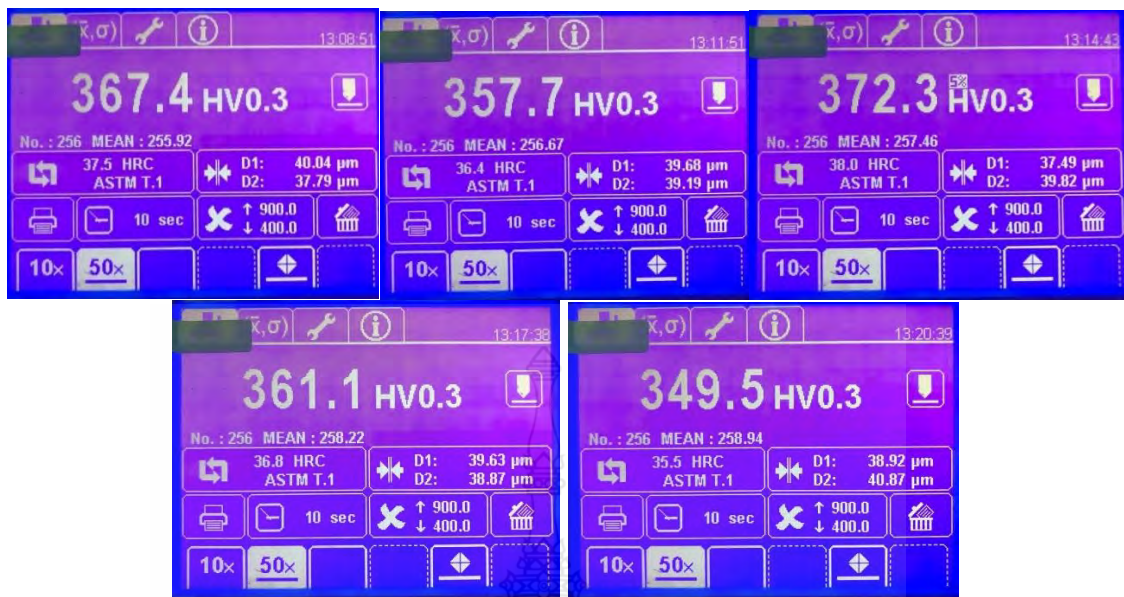 x̄,σ)
13:08:51
367.4 HV0.3
No. : 256 MEAN : 255.92
37.5 HRC
ASTM T.1
D1: 40.04 µm
D2: 37.79 µm
10 sec
↑ 900.0
↓ 400.0
10× 50×
x̄,σ)
13:11:51
357.7 HV0.3
No. : 256 MEAN : 256.67
36.4 HRC
ASTM T.1
D1: 39.68 µm
D2: 39.19 µm
10 sec
↑ 900.0
↓ 400.0
10× 50×
x̄,σ)
13:14:43
372.3 HV0.3
5%
No. : 256 MEAN : 257.46
38.0 HRC
ASTM T.1
D1: 37.49 µm
D2: 39.82 µm
10 sec
↑ 900.0
↓ 400.0
10× 50×
(x̄,σ)
13:17:38
361.1 HV0.3
No. : 256 MEAN : 258.22
36.8 HRC
ASTM T.1
D1: 39.63 µm
D2: 38.87 µm
10 sec
↑ 900.0
↓ 400.0
10× 50×
(x̄,σ)
13:20:39
349.5 HV0.3
No. : 256 MEAN : 258.94
35.5 HRC
ASTM T.1
D1: 38.92 µm
D2: 40.87 µm
10 sec
↑ 900.0
↓ 400.0
10× 50×